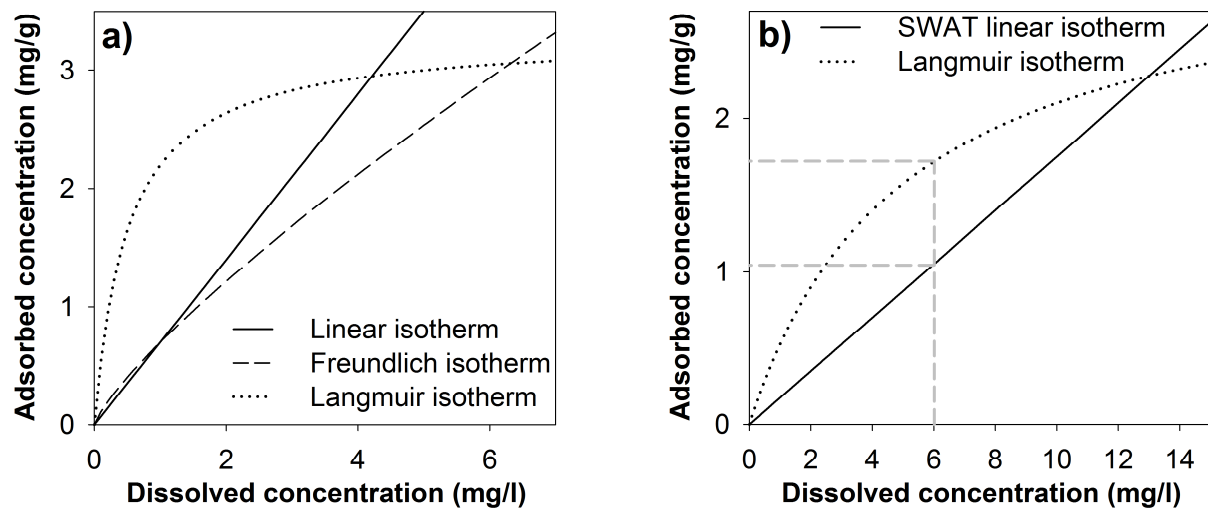 a)
Adsorbed concentration (mg/g)
3
2
1
0
Linear isotherm
Freundlich isotherm
Langmuir isotherm
0 2 4 6
Dissolved concentration (mg/l)
b)
SWAT linear isotherm
Langmuir isotherm
Adsorbed concentration (mg/g)
2
1
0
0 2 4 6 8 10 12 14
Dissolved concentration (mg/l)